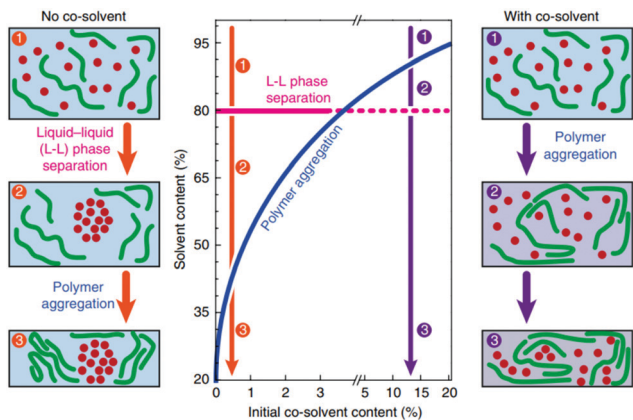 No co-solvent
1
Liquid–liquid
(L-L) phase
separation
2
Polymer
aggregation
3
95
80
65
50
35
20
Solvent content (%)
0
1
2
3
5
10
15
20
Initial co-solvent content (%)
L-L phase
separation
Polymer aggregation
1
2
3
1
2
3
With co-solvent
1
Polymer
aggregation
2
3